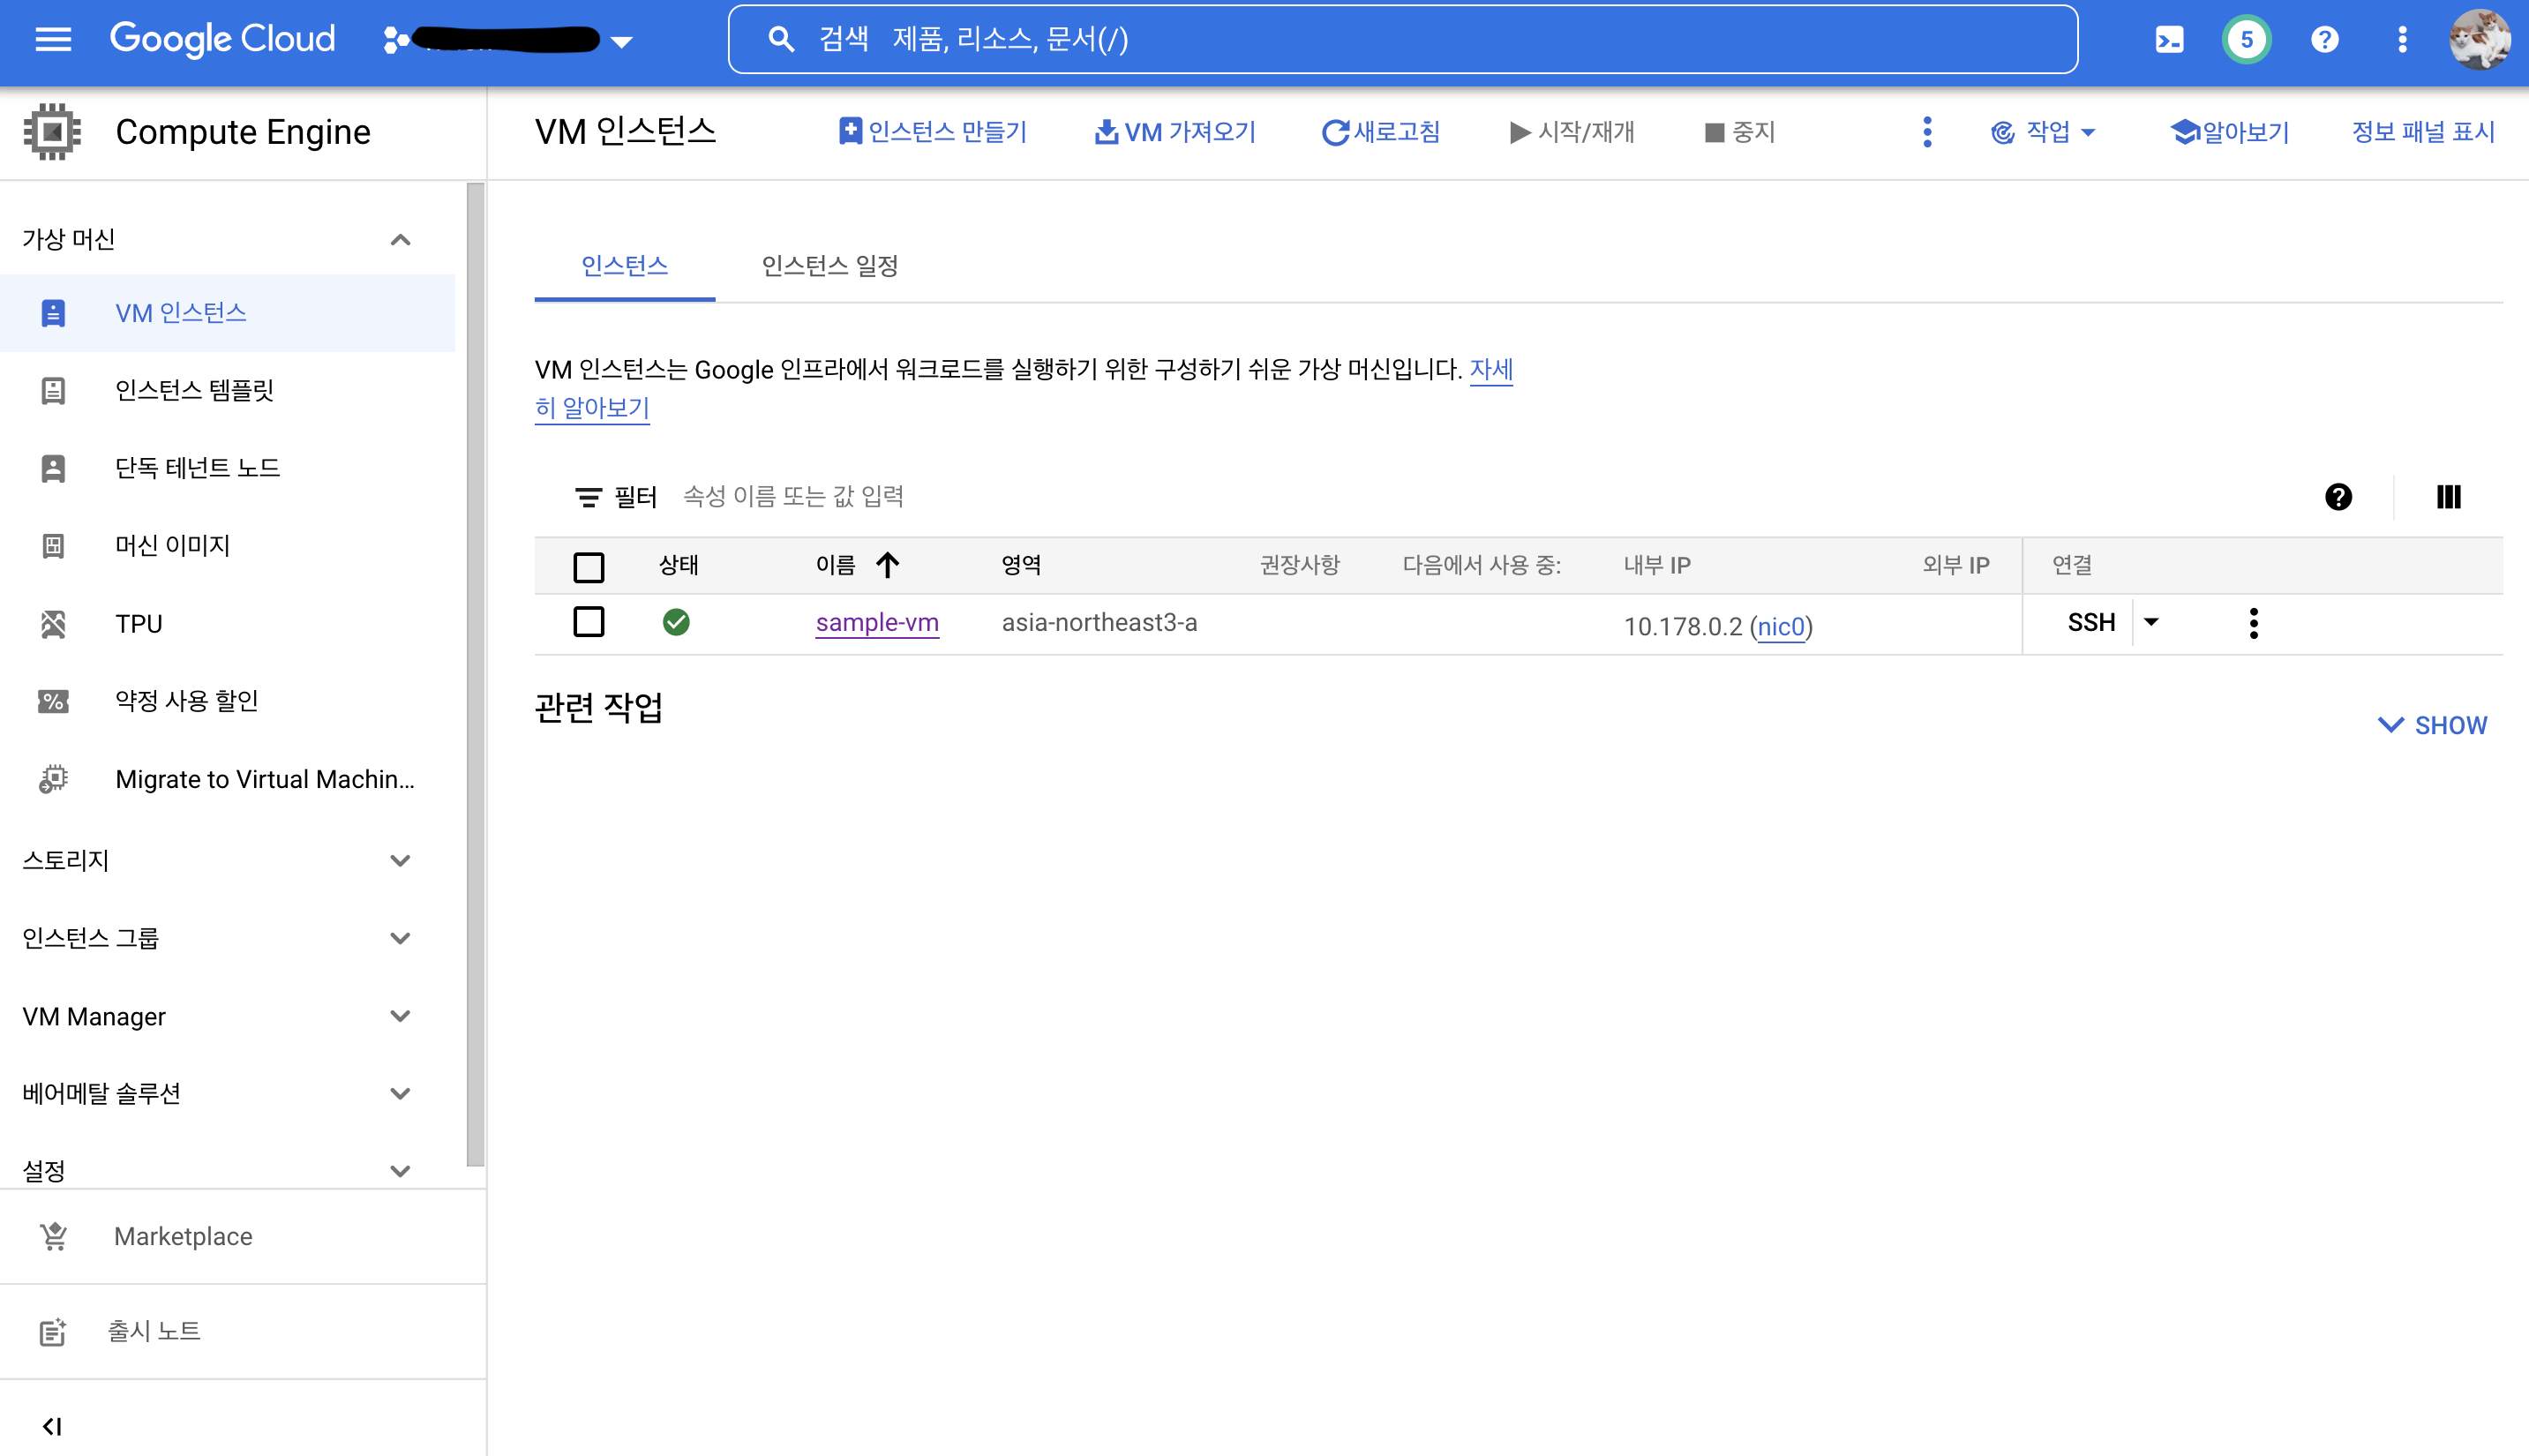 Google Cloud
검색 제품, 리소스, 문서(/)
5
Compute Engine
VM 인스턴스
인스턴스 만들기
VM 가져오기
새로고침
시작/재개
중지
작업
알아보기
정보 패널 표시
가상 머신
VM 인스턴스
인스턴스 템플릿
단독 테넌트 노드
머신 이미지
TPU
약정 사용 할인
Migrate to Virtual Machin...
스토리지
인스턴스 그룹
VM Manager
베어메탈 솔루션
설정
Marketplace
출시 노트
인스턴스
인스턴스 일정
VM 인스턴스는 Google 인프라에서 워크로드를 실행하기 위한 구성하기 쉬운 가상 머신입니다. 자세
히 알아보기
필터 속성 이름 또는 값 입력
상태 이름 영역 권장사항 다음에서 사용 중: 내부 IP 외부 IP 연결
sample-vm asia-northeast3-a 10.178.0.2 (nic0) SSH
관련 작업
SHOW